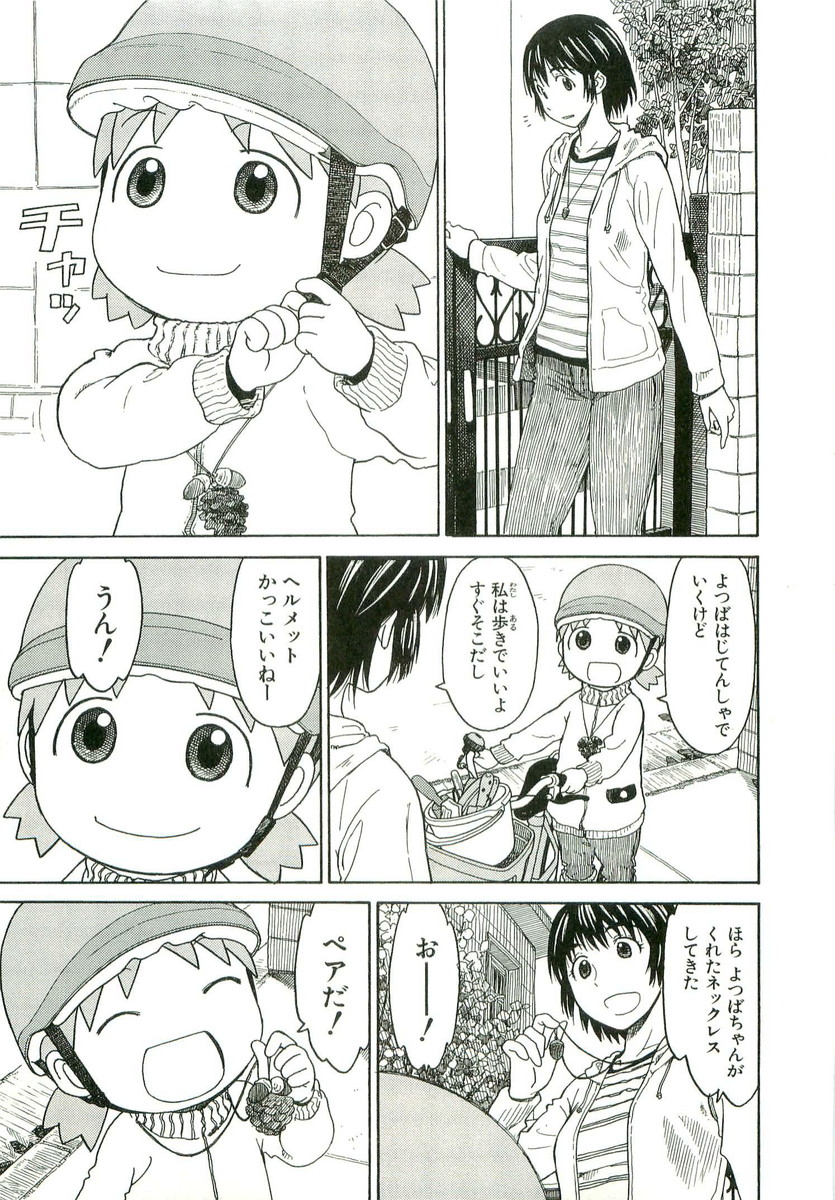 チャッ
よつばはじてんしゃで
いくけど
私は歩きでいいよ
すぐそこだし
ヘルメット
かっこいいねー
うん！
ほら よつばちゃんが
くれたネックレス
してきた
おーー！
ペアだ！